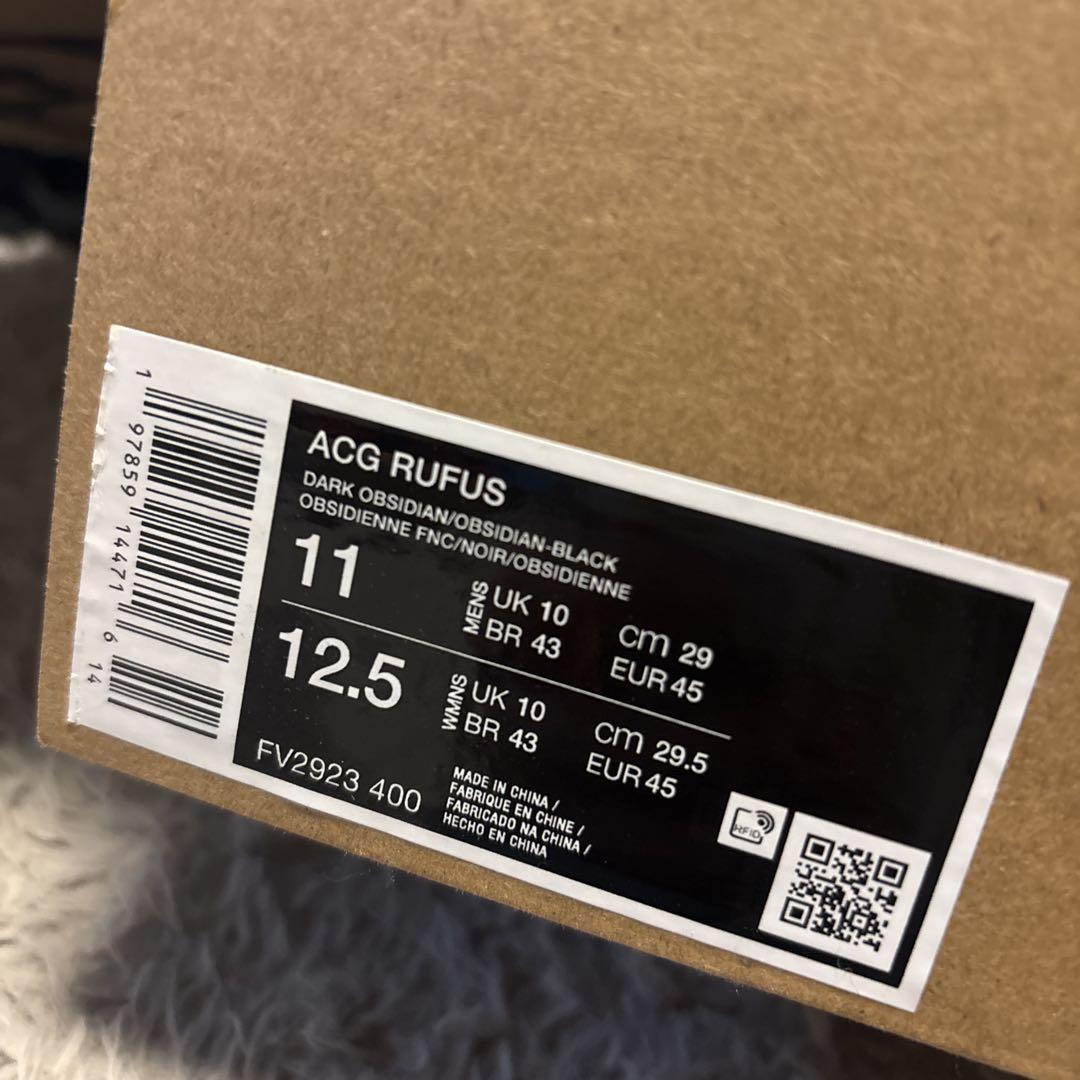 1 97859 14471 6 14
ACG RUFUS
DARK OBSIDIAN/OBSIDIAN-BLACK
OBSIDIENNE FNC/NOIR/OBSIDIENNE
11
MENS
UK 10
BR 43
cm 29
EUR 45
12.5
WMNS
UK 10
BR 43
cm 29.5
EUR 45
FV2923 400
MADE IN CHINA /
FABRIQUE EN CHINE /
FABRICADO NA CHINA /
HECHO EN CHINA
RFID